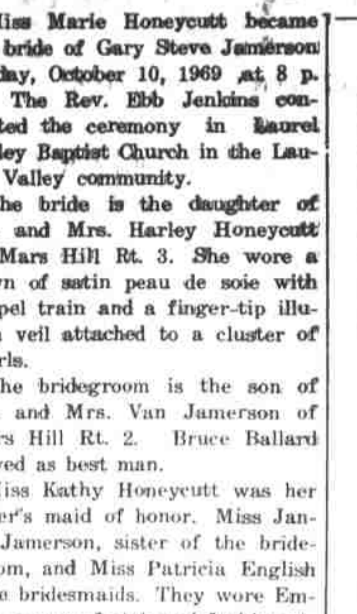 iss Marie Honeycutt became
bride of Gary Steve Jamerson
day, October 10, 1969 at 8 p.
The Rev. Ebb Jenkins con-
ted the ceremony in Laurel
ley Baptist Church in the Lau-
Valley community.
he bride is the daughter of
and Mrs. Harley Honeycutt
Mars Hill Rt. 3. She wore a
n of satin peau de soie with
pel train and a finger-tip illu-
veil attached to a cluster of
rls.
he bridegroom is the son of
and Mrs. Van Jamerson of
rs Hill Rt. 2. Bruce Ballard
ved as best man.
iss Kathy Honeycutt was her
er's maid of honor. Miss Jan-
Jamerson, sister of the bride-
om, and Miss Patricia English
e bridesmaids. They wore Em-